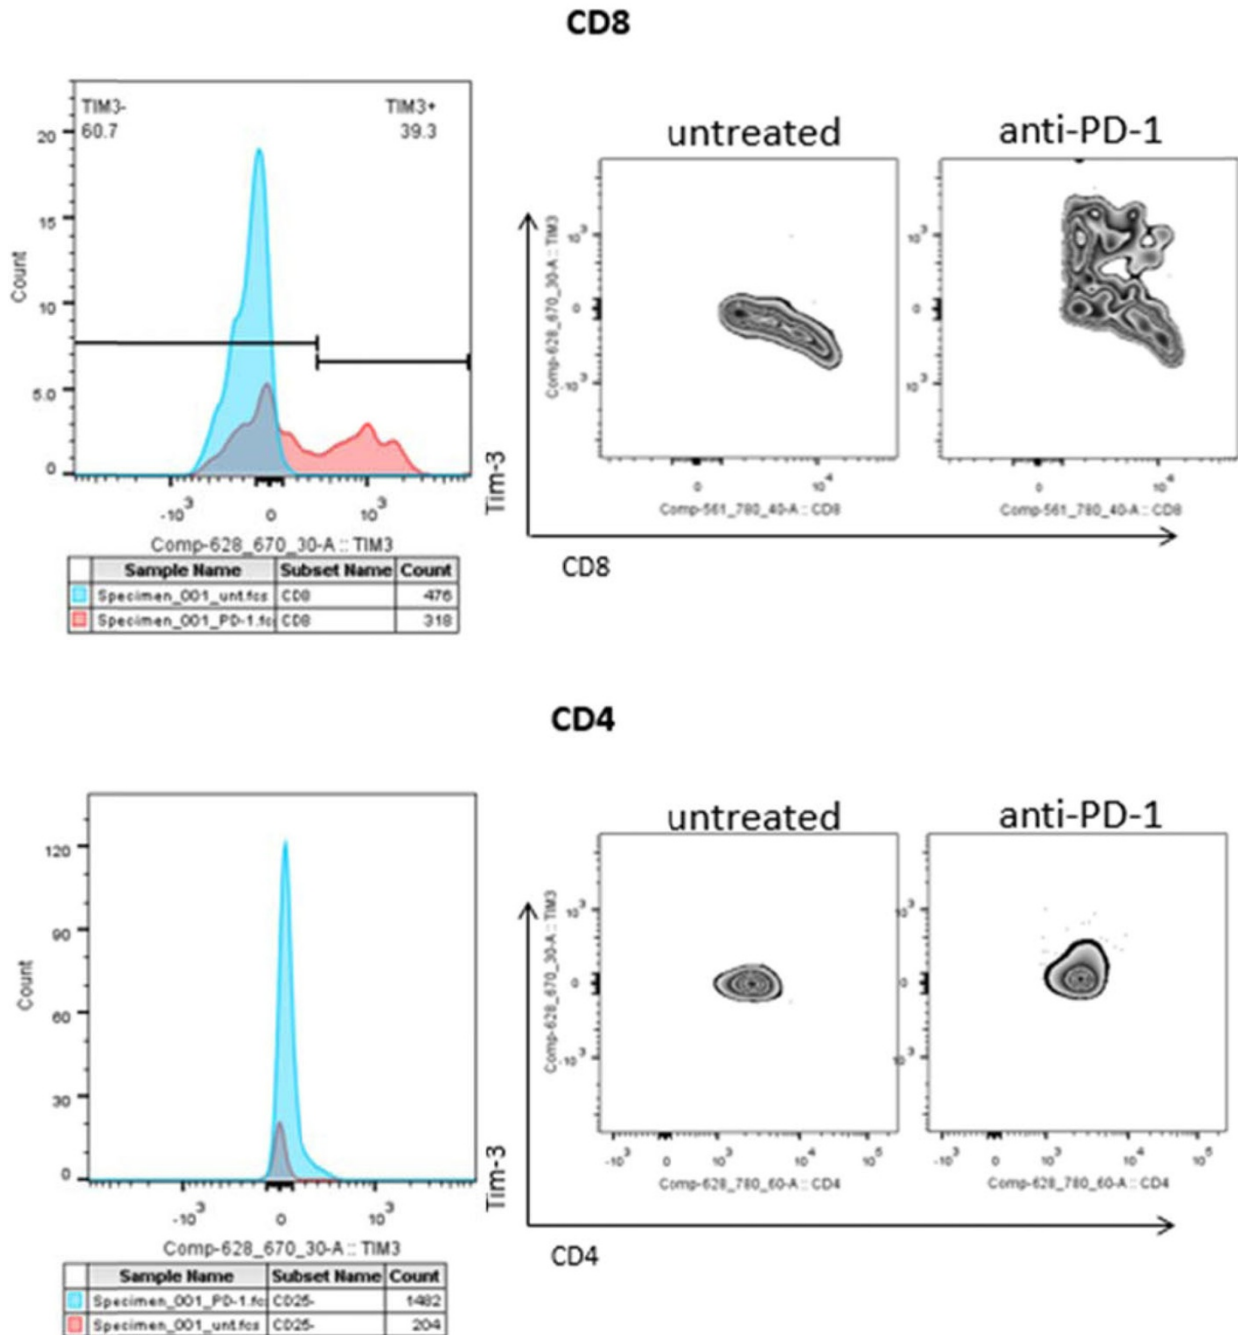 CD8
TIM3-
60.7
TIM3+
39.3
20
15
10
5.0
0
Count
-10³
0
10³
Comp-628_670_30-A :: TIM3
Sample Name Subset Name Count
Specimen_001_unt.fcs CD8 476
Specimen_001_PD-1.fc CD8 318
untreated
anti-PD-1
Comp-628_670_30-A :: TIM3
10³
0
-10³
0
10⁴
Comp-561_780_40-A :: CD8
10³
0
10³
0
10⁴
Comp-561_780_40-A :: CD8
Tim-3
CD8
CD4
120
90
60
30
0
Count
-10³
0
10³
Comp-628_670_30-A :: TIM3
Sample Name Subset Name Count
Specimen_001_PD-1.fc CD25- 1482
Specimen_001_unt.fcs CD25- 204
untreated
anti-PD-1
Comp-628_670_30-A :: TIM3
10³
0
-10³
-10³ 0 10³ 10⁴ 10⁵
Comp-628_780_60-A :: CD4
10³
0
10³
-10³ 0 10³ 10⁴ 10⁵
Comp-628_780_60-A :: CD4
Tim-3
CD4